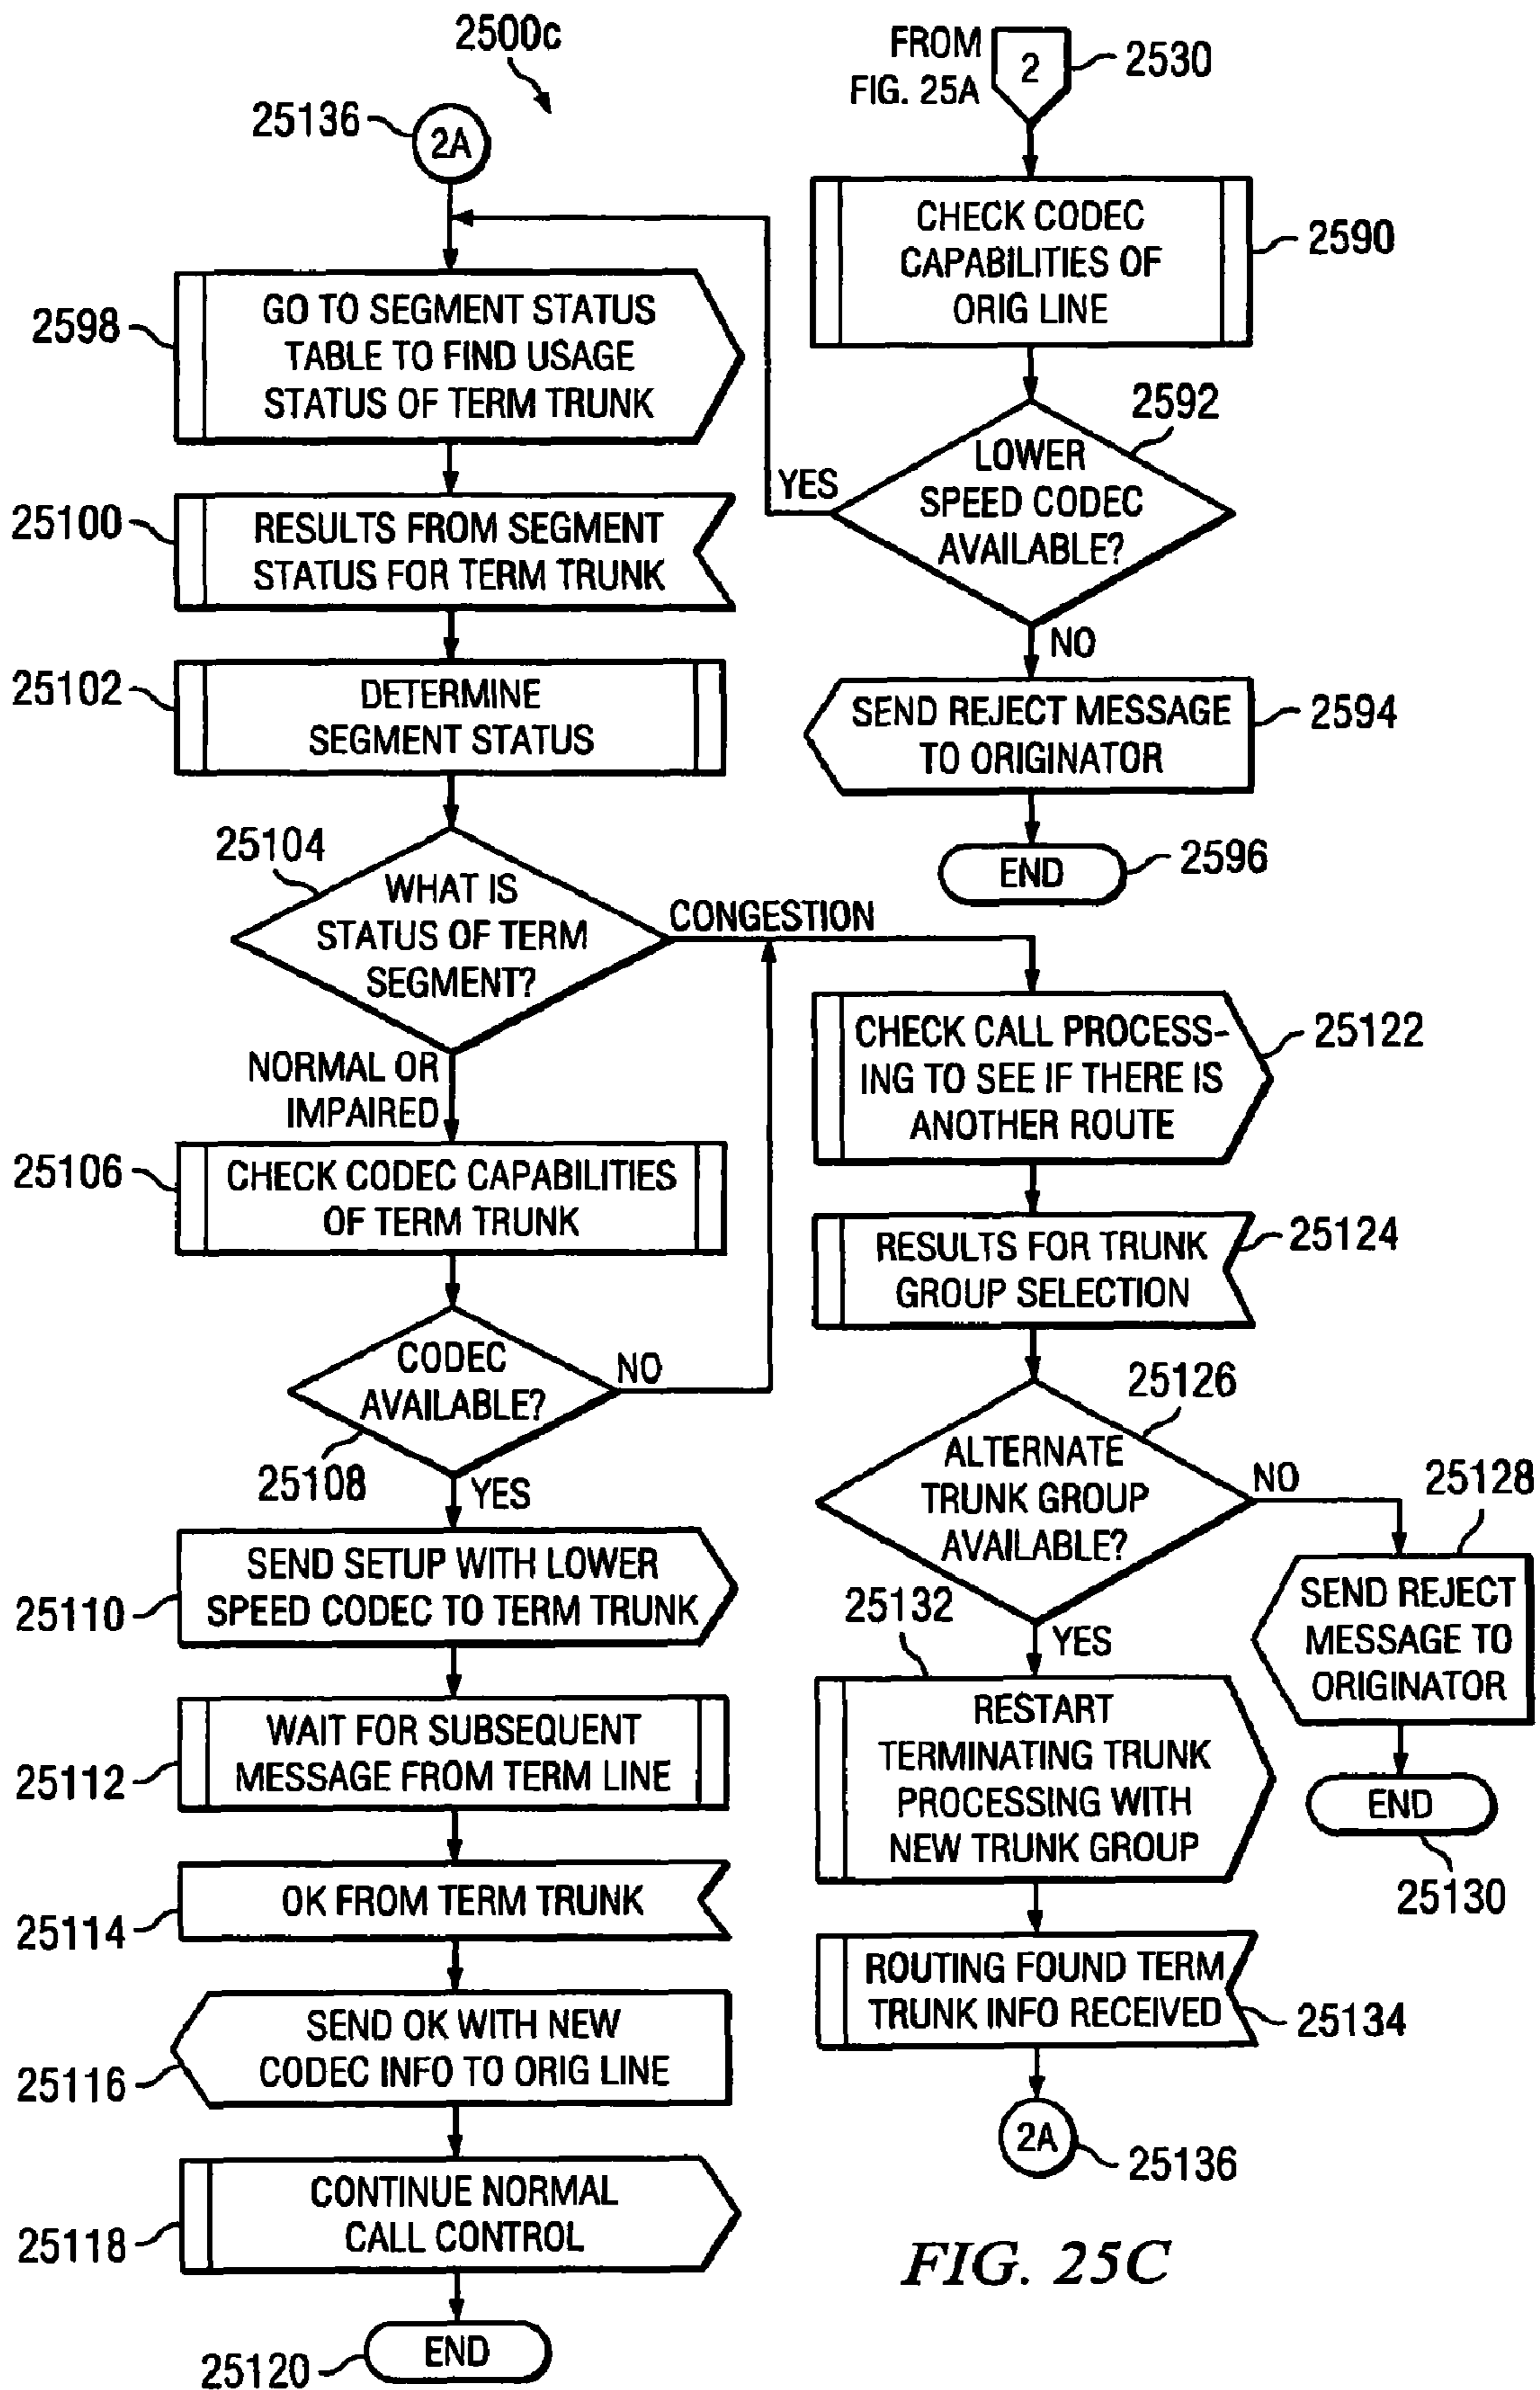 2500c
FROM
FIG. 25A
2
2530
25136
2A
CHECK CODEC
CAPABILITIES OF
ORIG LINE
2590
2598
GO TO SEGMENT STATUS
TABLE TO FIND USAGE
STATUS OF TERM TRUNK
2592
LOWER
SPEED CODEC
AVAILABLE?
YES
NO
25100
RESULTS FROM SEGMENT
STATUS FOR TERM TRUNK
25102
DETERMINE
SEGMENT STATUS
SEND REJECT MESSAGE
TO ORIGINATOR
2594
END
2596
25104
WHAT IS
STATUS OF TERM
SEGMENT?
CONGESTION
NORMAL OR
IMPAIRED
25106
CHECK CODEC CAPABILITIES
OF TERM TRUNK
CODEC
AVAILABLE?
NO
25108
YES
25110
SEND SETUP WITH LOWER
SPEED CODEC TO TERM TRUNK
25112
WAIT FOR SUBSEQUENT
MESSAGE FROM TERM LINE
25114
OK FROM TERM TRUNK
25116
SEND OK WITH NEW
CODEC INFO TO ORIG LINE
25118
CONTINUE NORMAL
CALL CONTROL
25120
END
CHECK CALL PROCESS-
ING TO SEE IF THERE IS
ANOTHER ROUTE
25122
RESULTS FOR TRUNK
GROUP SELECTION
25124
25126
ALTERNATE
TRUNK GROUP
AVAILABLE?
NO
25128
SEND REJECT
MESSAGE TO
ORIGINATOR
END
25130
YES
25132
RESTART
TERMINATING TRUNK
PROCESSING WITH
NEW TRUNK GROUP
ROUTING FOUND TERM
TRUNK INFO RECEIVED
25134
2A
25136
FIG. 25C